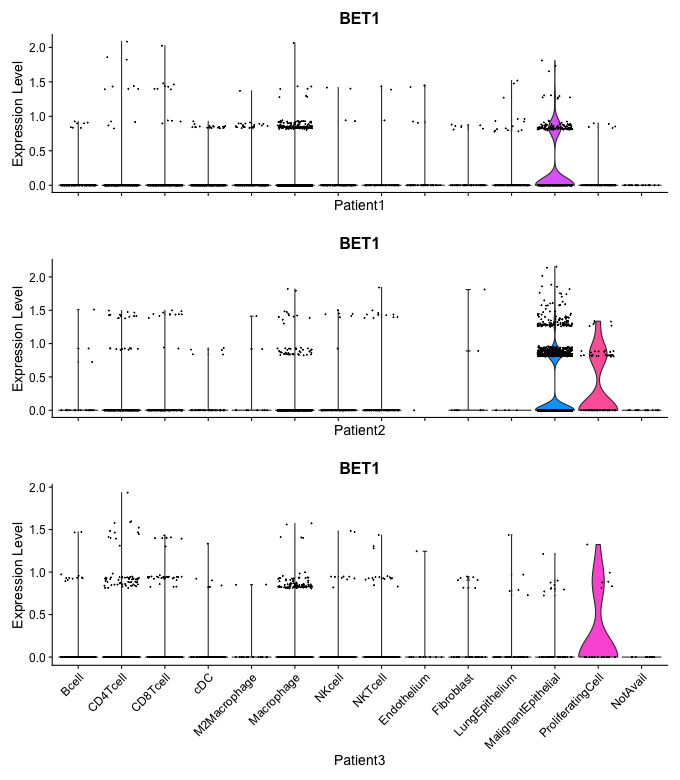 BET1
Expression Level
2.0
1.5
1.0
0.5
0.0
Patient1
BET1
Expression Level
2.0
1.5
1.0
0.5
0.0
Patient2
BET1
Expression Level
2.0
1.5
1.0
0.5
0.0
Bcell
CD4Tcell
CD8Tcell
cDC
M2Macrophage
Macrophage
NKcell
NKTcell
Endothelium
Fibroblast
LungEpithelium
MalignantEpithelial
ProliferatingCell
NotAvail
Patient3